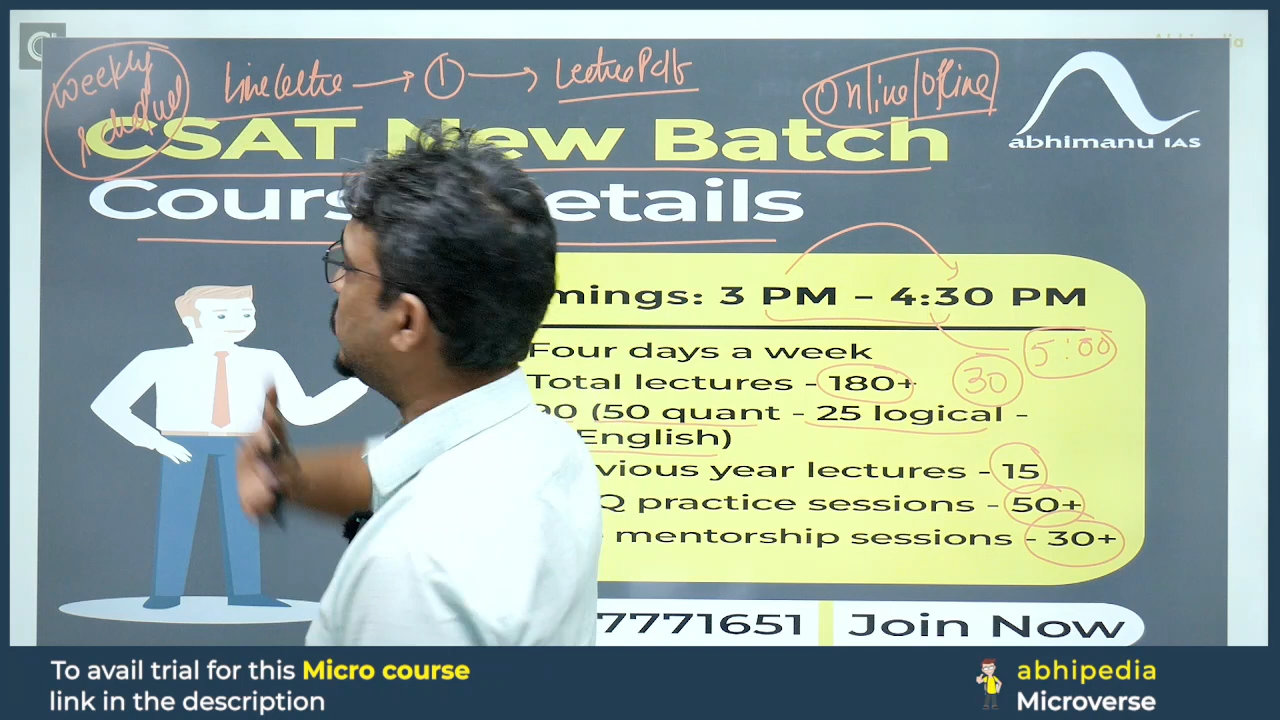 Weekly
Live lecture → 1 → Lecture Pdf
Online/offline
CSAT New Batch
abhimanu IAS
Cours etails
mings: 3 PM – 4:30 PM
5:00
Four days a week
Total lectures - 180+
30
90 (50 quant - 25 logical -
English)
vious year lectures - 15
Q practice sessions - 50+
mentorship sessions - 30+
7771651 Join Now
To avail trial for this Micro course
link in the description
abhipedia
Microverse